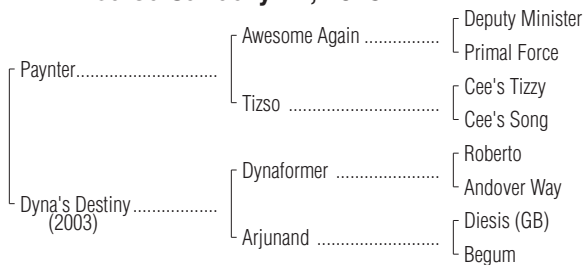 Deputy Minister
Awesome Again
Primal Force
Paynter
Cee's Tizzy
Tizso
Cee's Song
Roberto
Dynaformer
Andover Way
Dyna's Destiny
(2003)
Diesis (GB)
Arjunand
Begum